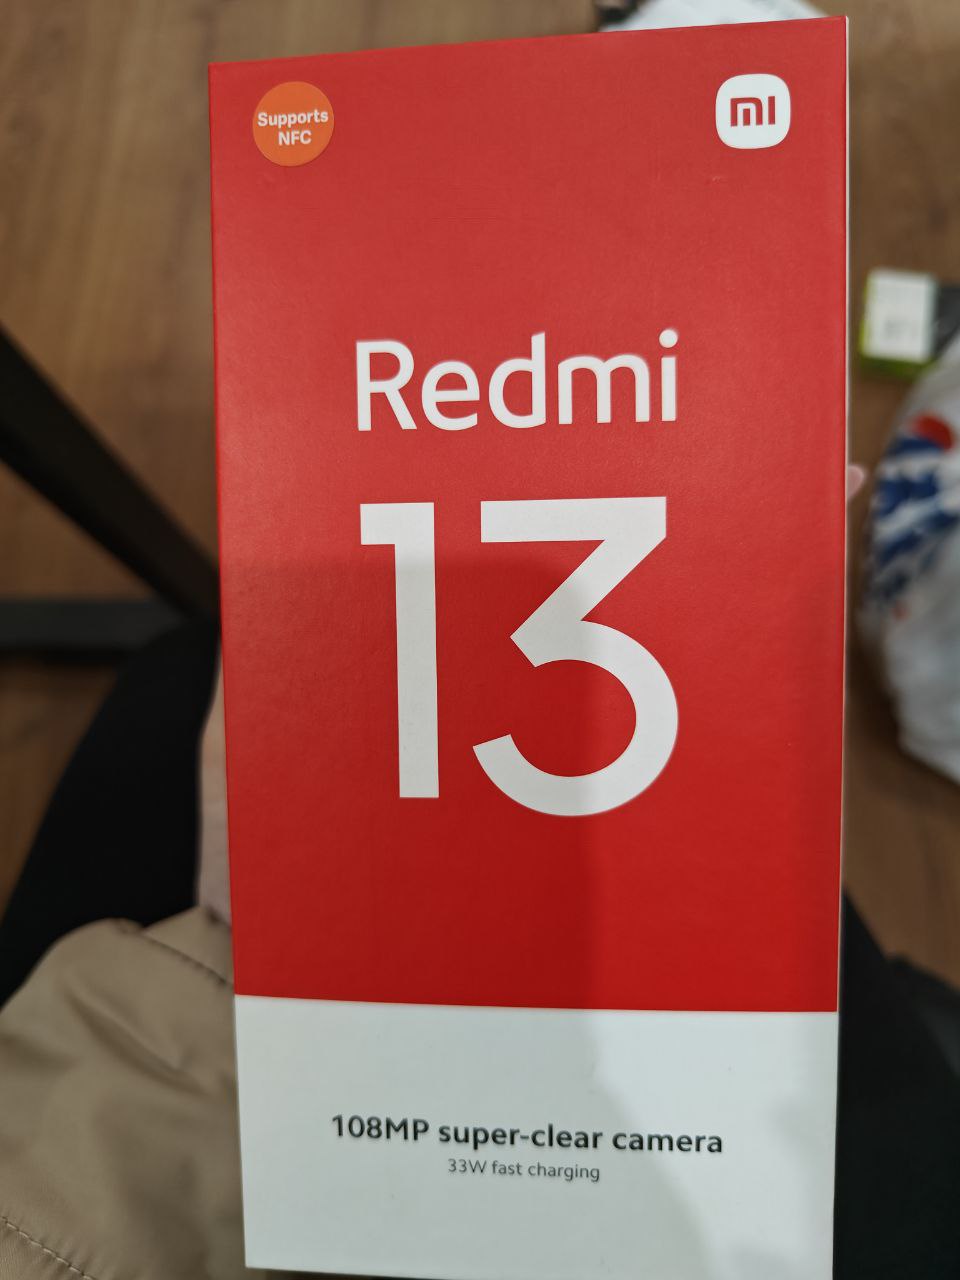 Supports
NFC
mi
Redmi
13
108MP super-clear camera
33W fast charging